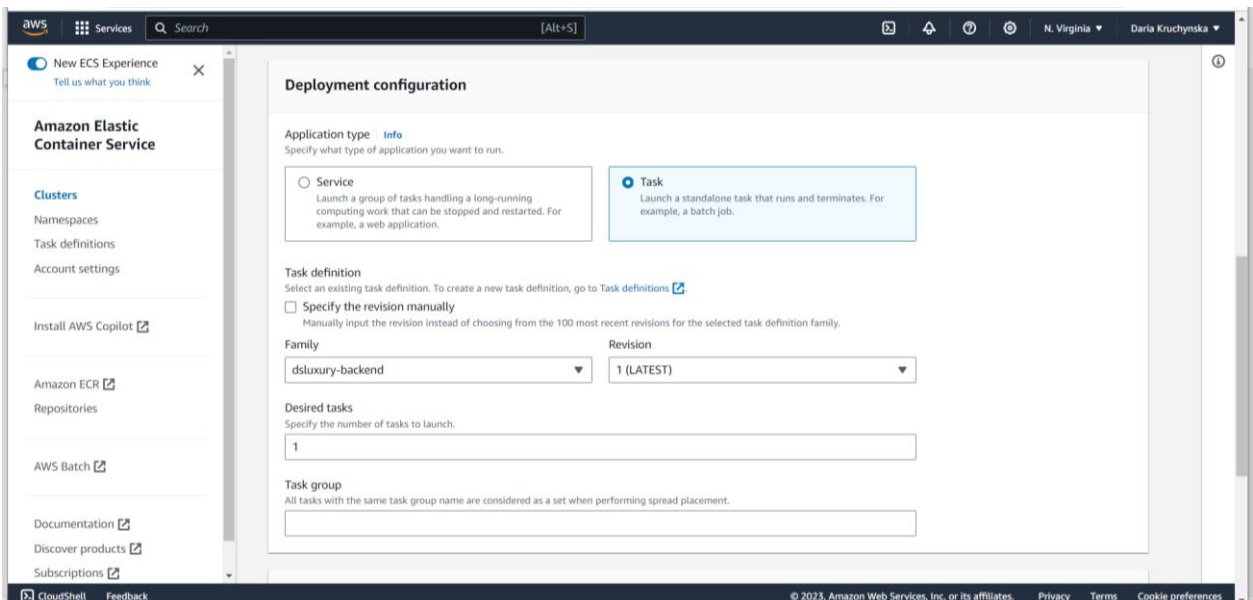 aws Services Search [Alt+S] N. Virginia Daria Kruchynska
New ECS Experience
Tell us what you think
Amazon Elastic
Container Service
Clusters
Namespaces
Task definitions
Account settings
Install AWS Copilot
Amazon ECR
Repositories
AWS Batch
Documentation
Discover products
Subscriptions
Deployment configuration
Application type Info
Specify what type of application you want to run.
Service
Launch a group of tasks handling a long-running
computing work that can be stopped and restarted. For
example, a web application.
Task
Launch a standalone task that runs and terminates. For
example, a batch job.
Task definition
Select an existing task definition. To create a new task definition, go to Task definitions.
Specify the revision manually
Manually input the revision instead of choosing from the 100 most recent revisions for the selected task definition family.
Family Revision
dsluxury-backend 1 (LATEST)
Desired tasks
Specify the number of tasks to launch.
1
Task group
All tasks with the same task group name are considered as a set when performing spread placement.
CloudShell Feedback © 2023, Amazon Web Services, Inc. or its affiliates. Privacy Terms Cookie preferences